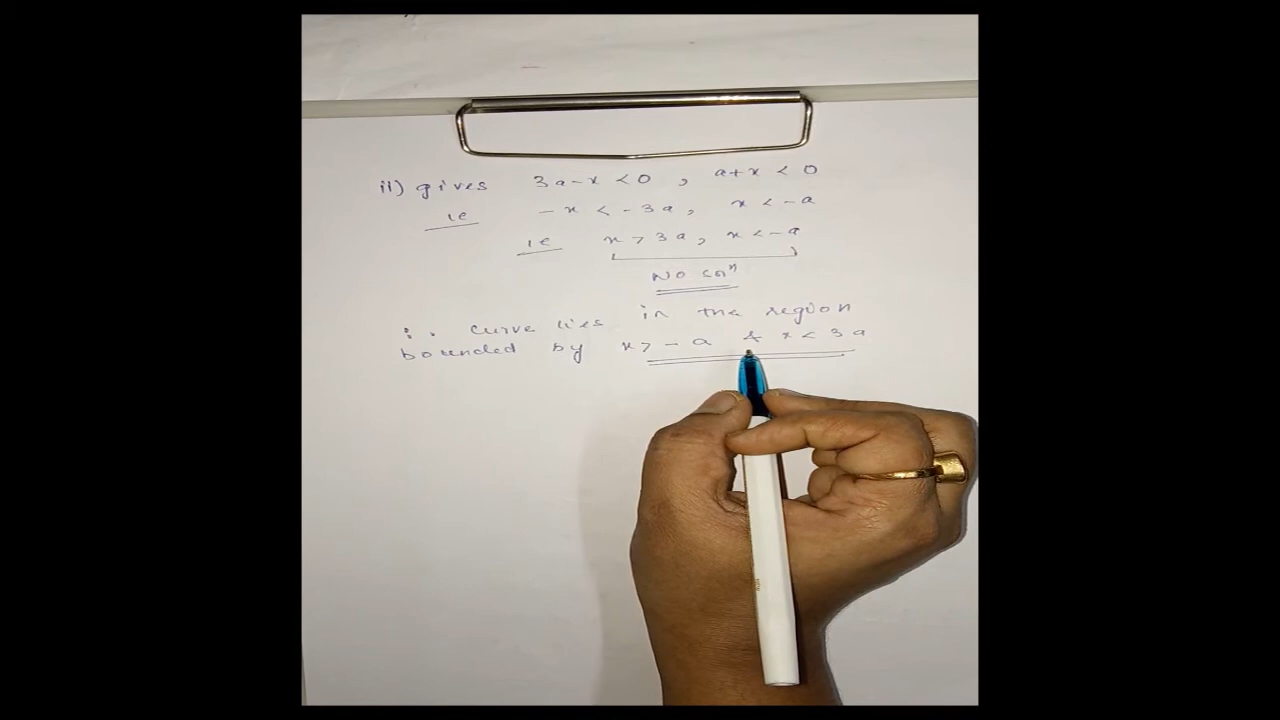 ii) gives 3a-x <0 , a+x < 0
ie -x < -3a, x < -a
ie x > 3a, x < -a
No soln
∴ curve lies in the region
bounded by x > -a & x < 3a